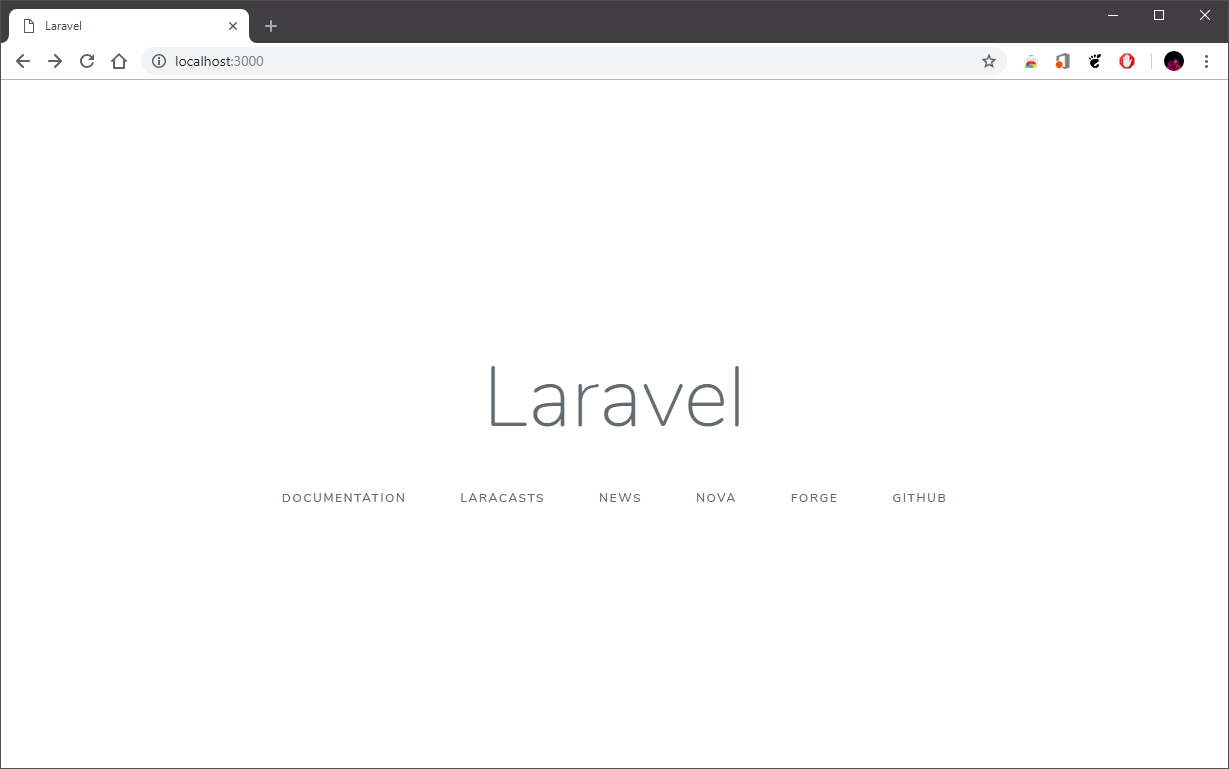 Laravel
localhost:3000
Laravel
DOCUMENTATION LARACASTS NEWS NOVA FORGE GITHUB